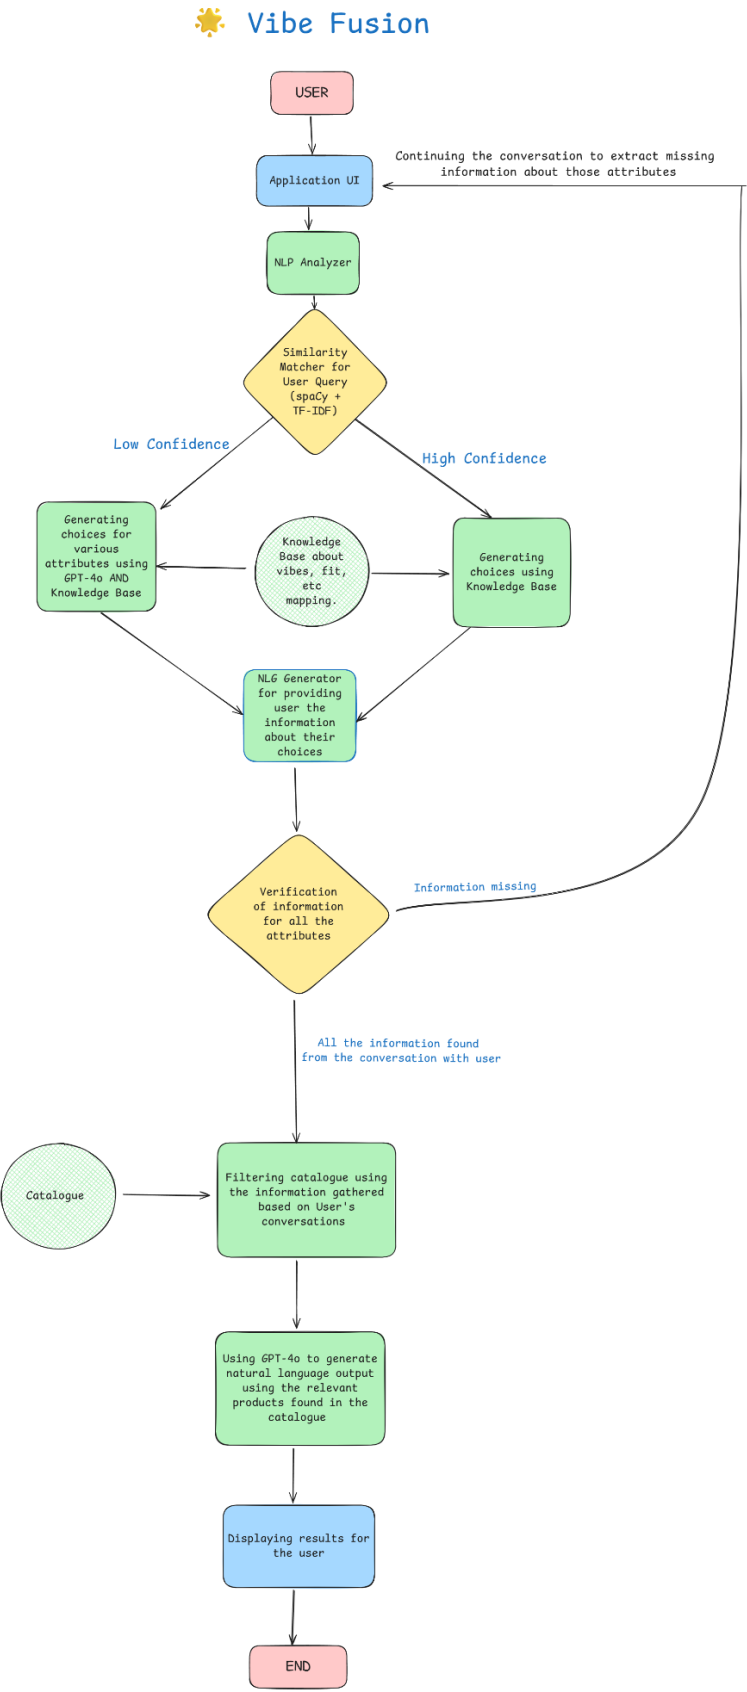 🌟 Vibe Fusion
USER
Continuing the conversation to extract missing
information about those attributes
Application UI
NLP Analyzer
Similarity
Matcher for
User Query
(spaCy +
TF-IDF)
Low Confidence
High Confidence
Generating
choices for
various
attributes using
GPT-4o AND
Knowledge Base
Knowledge
Base about
vibes, fit,
etc
mapping.
Generating
choices using
Knowledge Base
NLG Generator
for providing
user the
information
about their
choices
Information missing
Verification
of information
for all the
attributes
All the information found
from the conversation with user
Catalogue
Filtering catalogue using
the information gathered
based on User's
conversations
Using GPT-4o to generate
natural language output
using the relevant
products found in the
catalogue
Displaying results for
the user
END